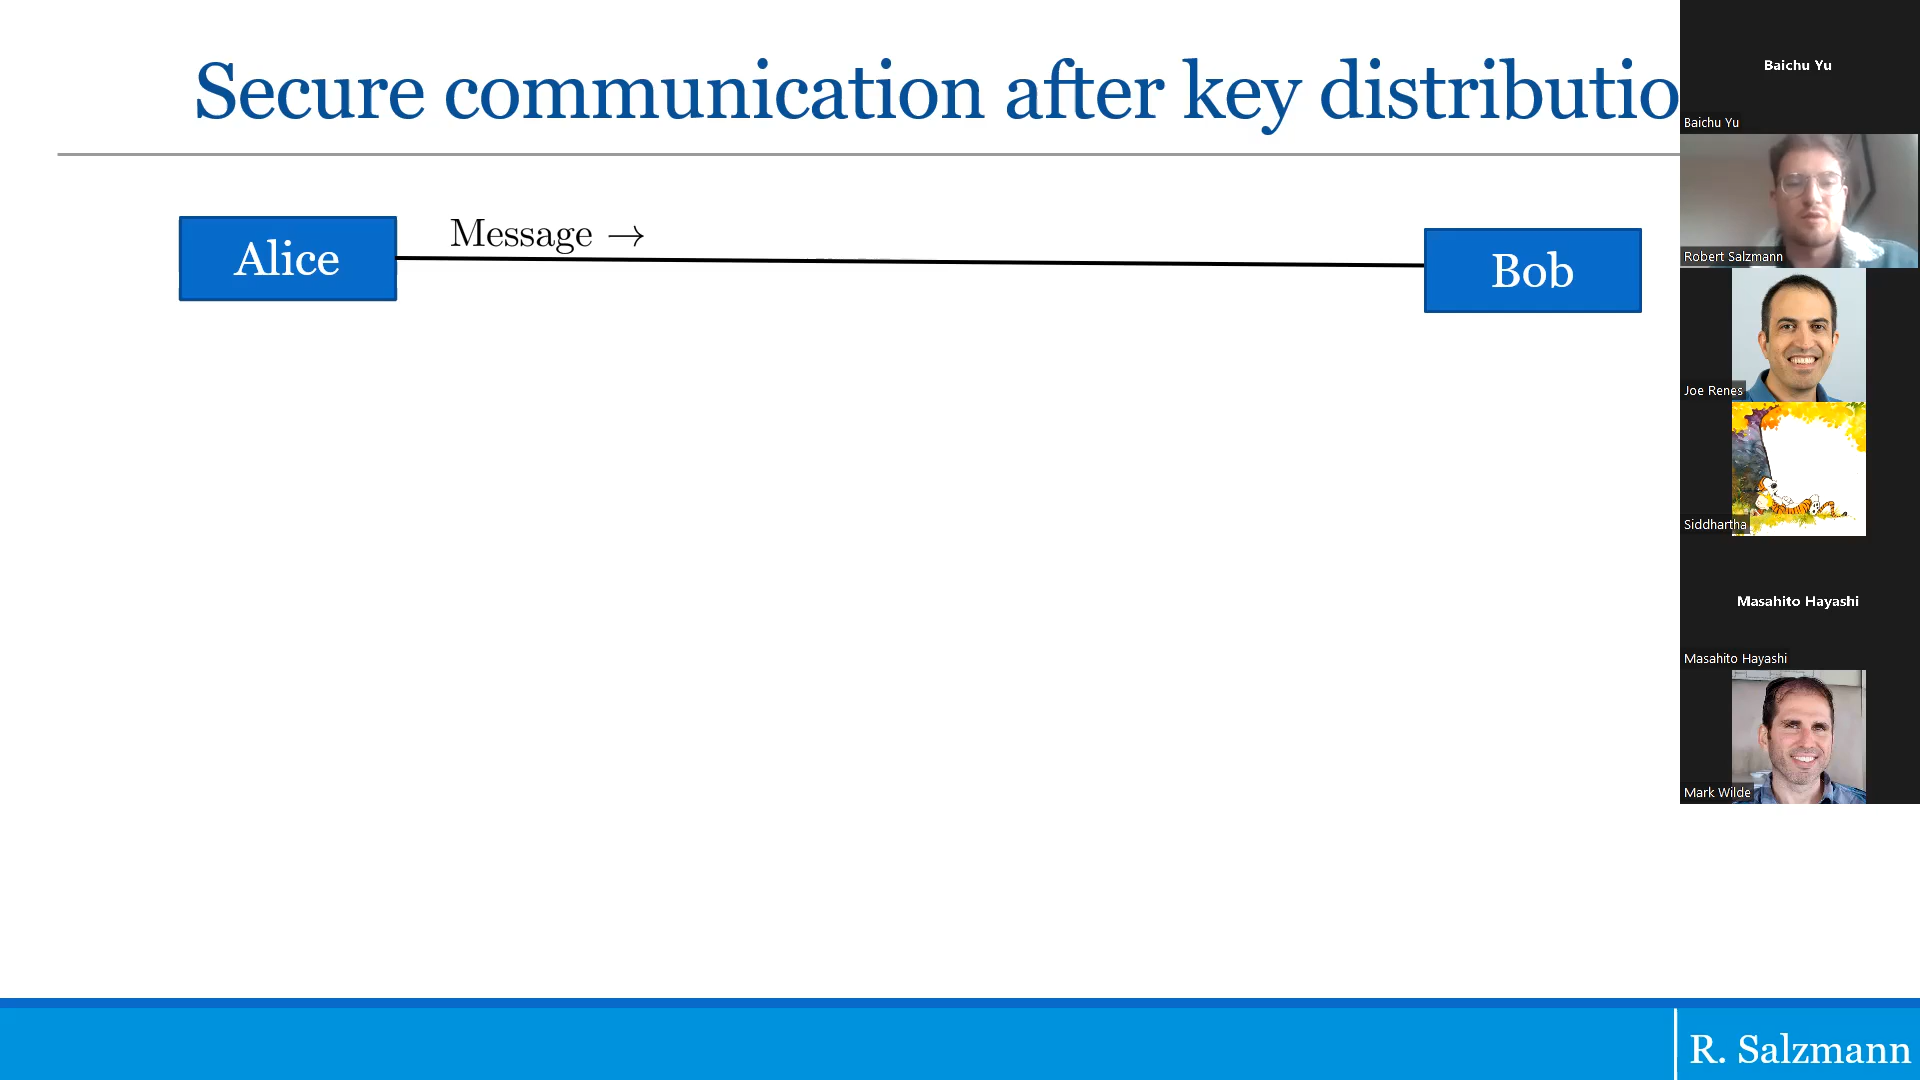 Secure communication after key distributio
Alice
Message →
Bob
Baichu Yu
Baichu Yu
Robert Salzmann
Joe Renes
Siddhartha
Masahito Hayashi
Masahito Hayashi
Mark Wilde
R. Salzmann